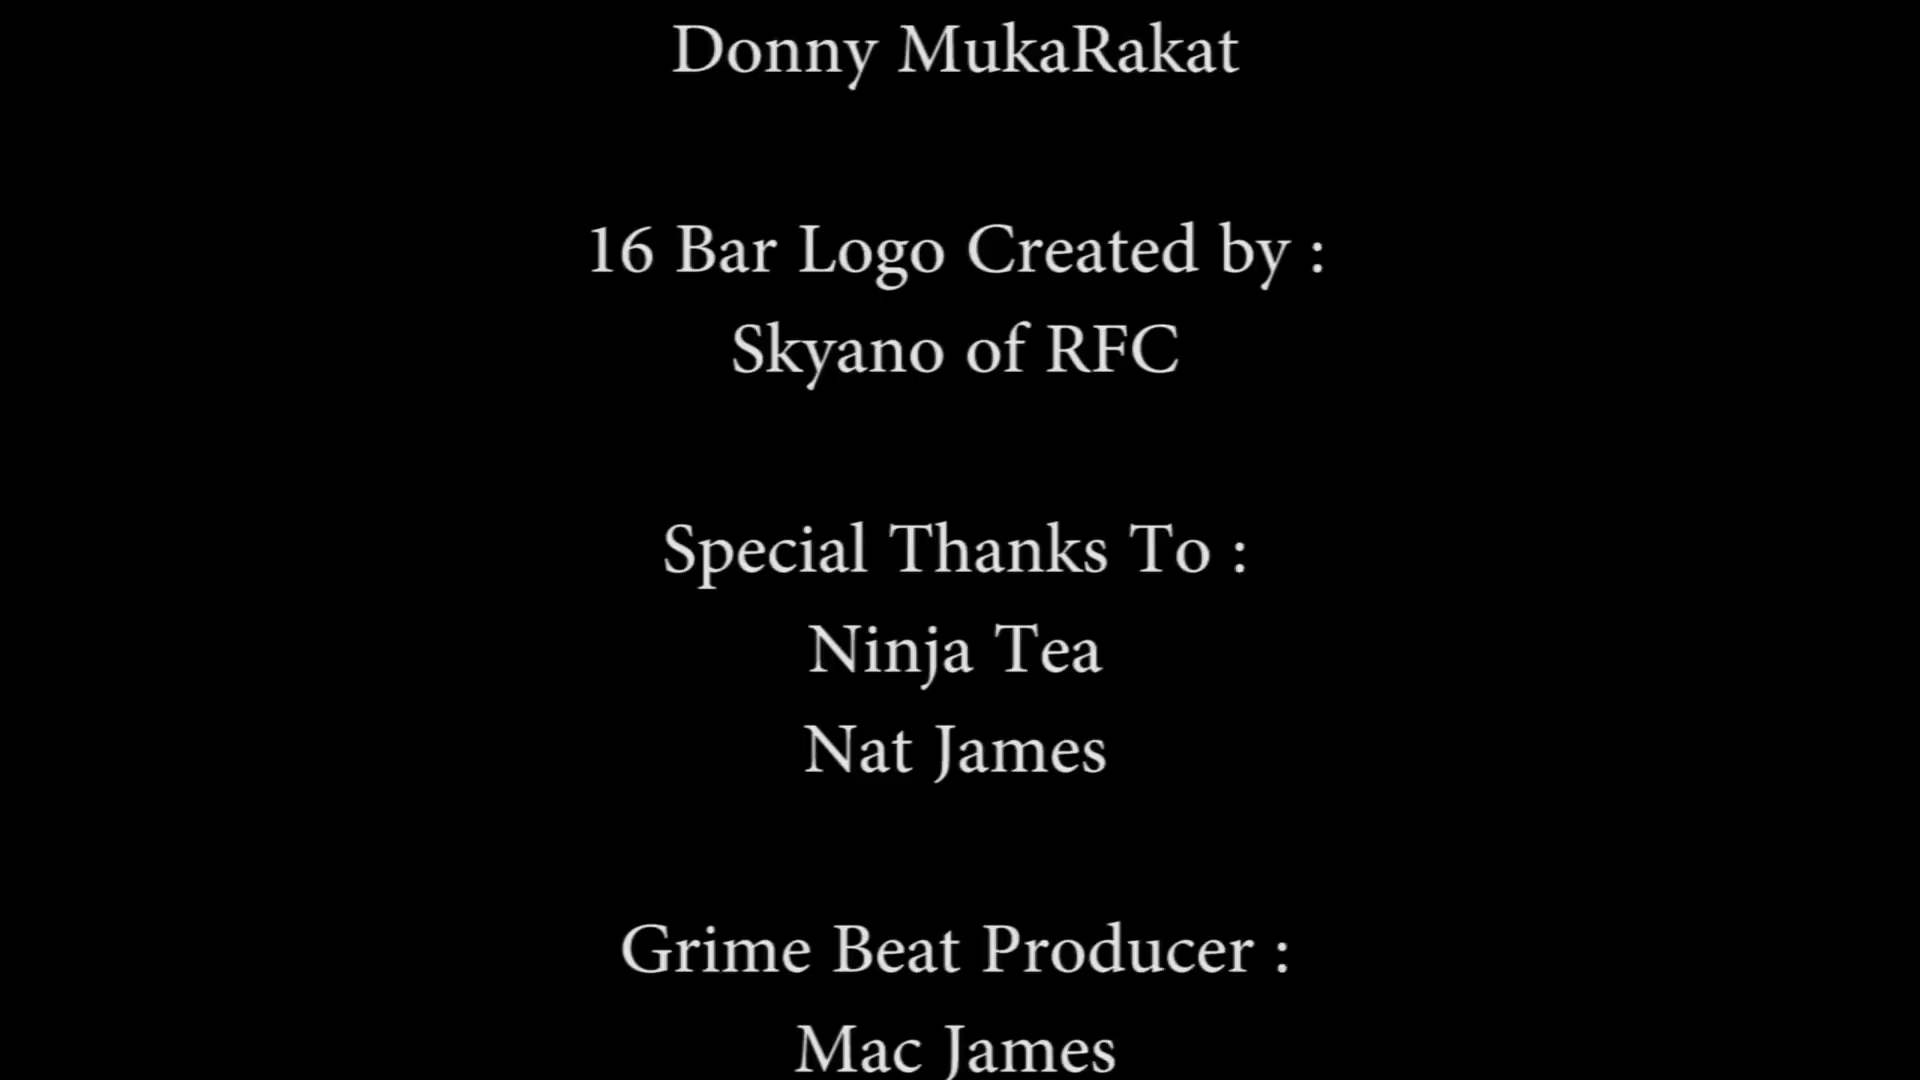 Donny MukaRakat
16 Bar Logo Created by :
Skyano of RFC
Special Thanks To :
Ninja Tea
Nat James
Grime Beat Producer :
Mac James